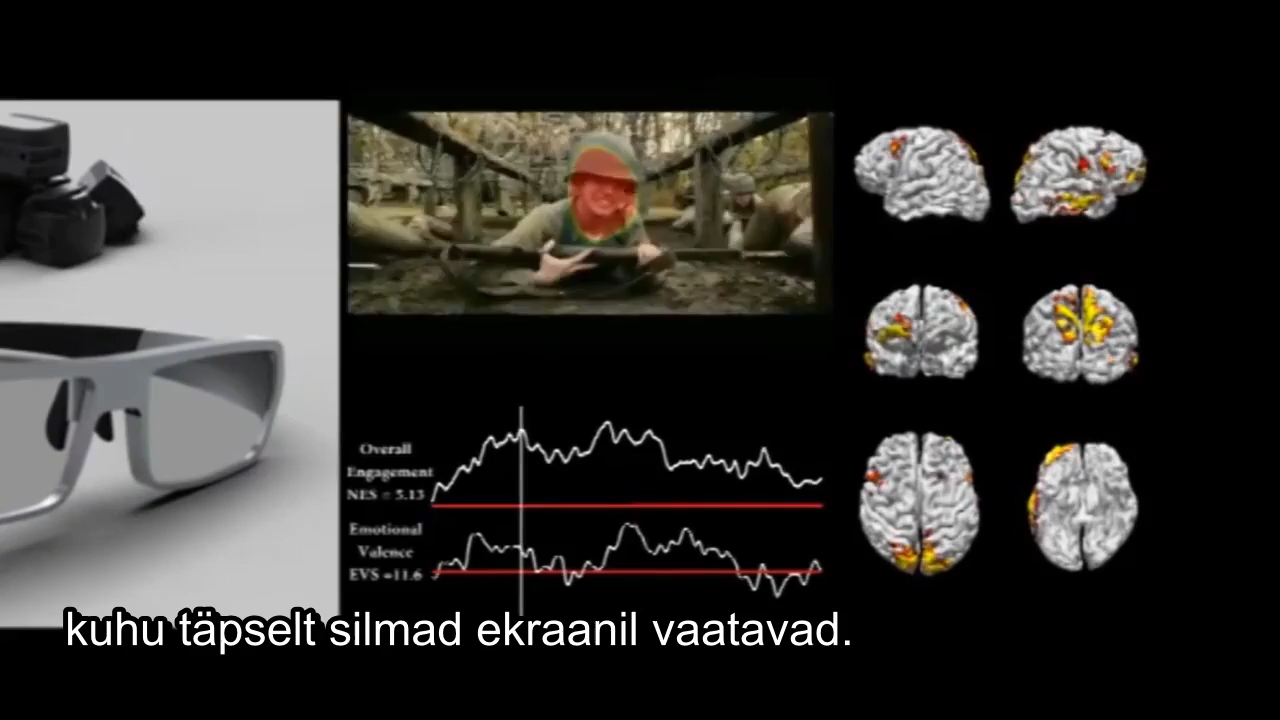 Overall
Engagement
NES = 5.13
Emotional
Valence
EVS =11.6
kuhu täpselt silmad ekraanil vaatavad.